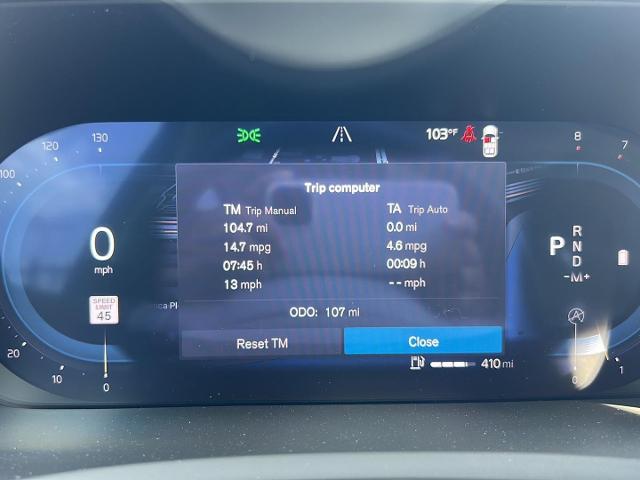 120 130 103°F 8 7
100
Trip computer
TM Trip Manual TA Trip Auto
104.7 mi 0.0 mi
14.7 mpg 4.6 mpg
07:45 h 00:09 h
13 mph -- mph
ODO: 107 mi
Reset TM Close
0
mph
SPEED
LIMIT
45
P R
N
D
-M+
A
20
10
0
410 mi
0
1